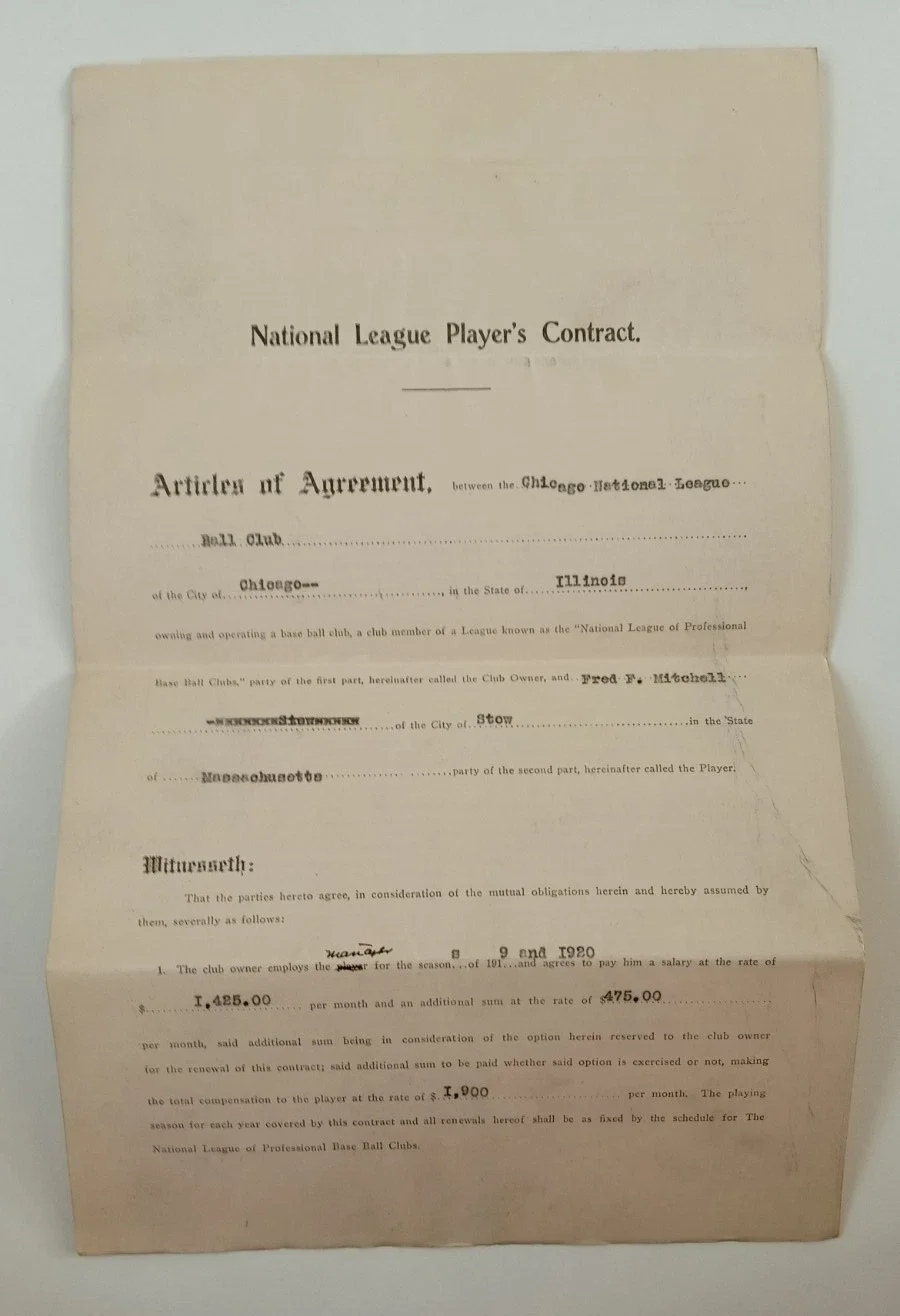 National League Player's Contract.
Articles of Agreement, between the Chicago National League
Ball Club
of the City of Chicago--, in the State of Illinois,
owning and operating a base ball club, a club member of a League known as the "National League of Professional
Base Ball Clubs," party of the first part, hereinafter called the Club Owner, and Fred F. Mitchell
Stow of the City of Stow in the State
of Massachusetts, party of the second part, hereinafter called the Player.
Witnesseth:
That the parties hereto agree, in consideration of the mutual obligations herein and hereby assumed by
them, severally as follows:
manager s 9 and 1920
1. The club owner employs the player for the season...of 191...and agrees to pay him a salary at the rate of
$ 1,425.00 per month and an additional sum at the rate of $475.00
per month, said additional sum being in consideration of the option herein reserved to the club owner
for the renewal of this contract; said additional sum to be paid whether said option is exercised or not, making
the total compensation to the player at the rate of $ 1,900 per month. The playing
season for each year covered by this contract and all renewals hereof shall be as fixed by the schedule for The
National League of Professional Base Ball Clubs.